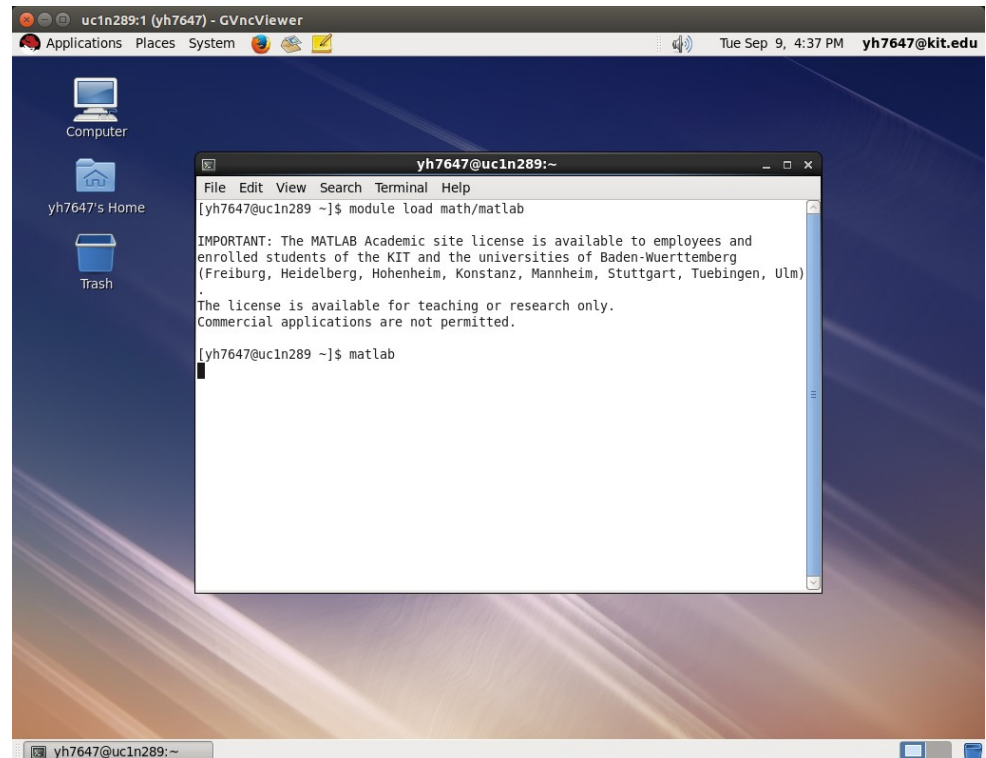 uc1n289:1 (yh7647) - GVncViewer
Applications Places System Tue Sep 9, 4:37 PM yh7647@kit.edu
Computer
yh7647's Home
Trash
yh7647@uc1n289:~
File Edit View Search Terminal Help
[yh7647@uc1n289 ~]$ module load math/matlab
IMPORTANT: The MATLAB Academic site license is available to employees and
enrolled students of the KIT and the universities of Baden-Wuerttemberg
(Freiburg, Heidelberg, Hohenheim, Konstanz, Mannheim, Stuttgart, Tuebingen, Ulm)
.
The license is available for teaching or research only.
Commercial applications are not permitted.
[yh7647@uc1n289 ~]$ matlab
yh7647@uc1n289:~